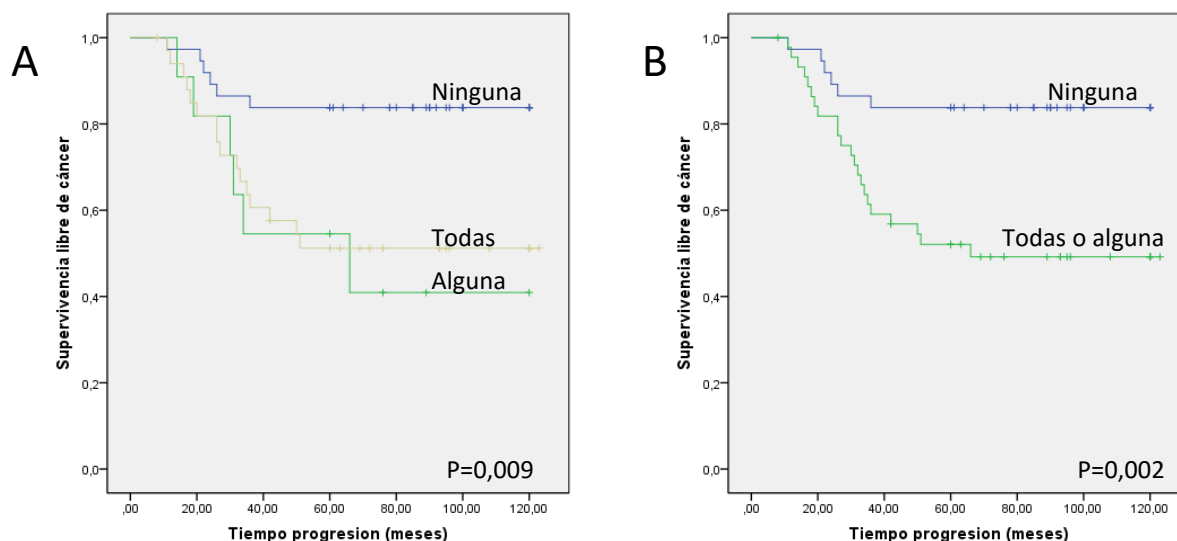 A
Supervivencia libre de cáncer
1,0
0,8
0,6
0,4
0,2
0,0
Ninguna
Todas
Alguna
P=0,009
,00 20,00 40,00 60,00 80,00 100,00 120,00
Tiempo progresion (meses)
B
Supervivencia libre de cáncer
1,0
0,8
0,6
0,4
0,2
0,0
Ninguna
Todas o alguna
P=0,002
,00 20,00 40,00 60,00 80,00 100,00 120,00
Tiempo progresion (meses)